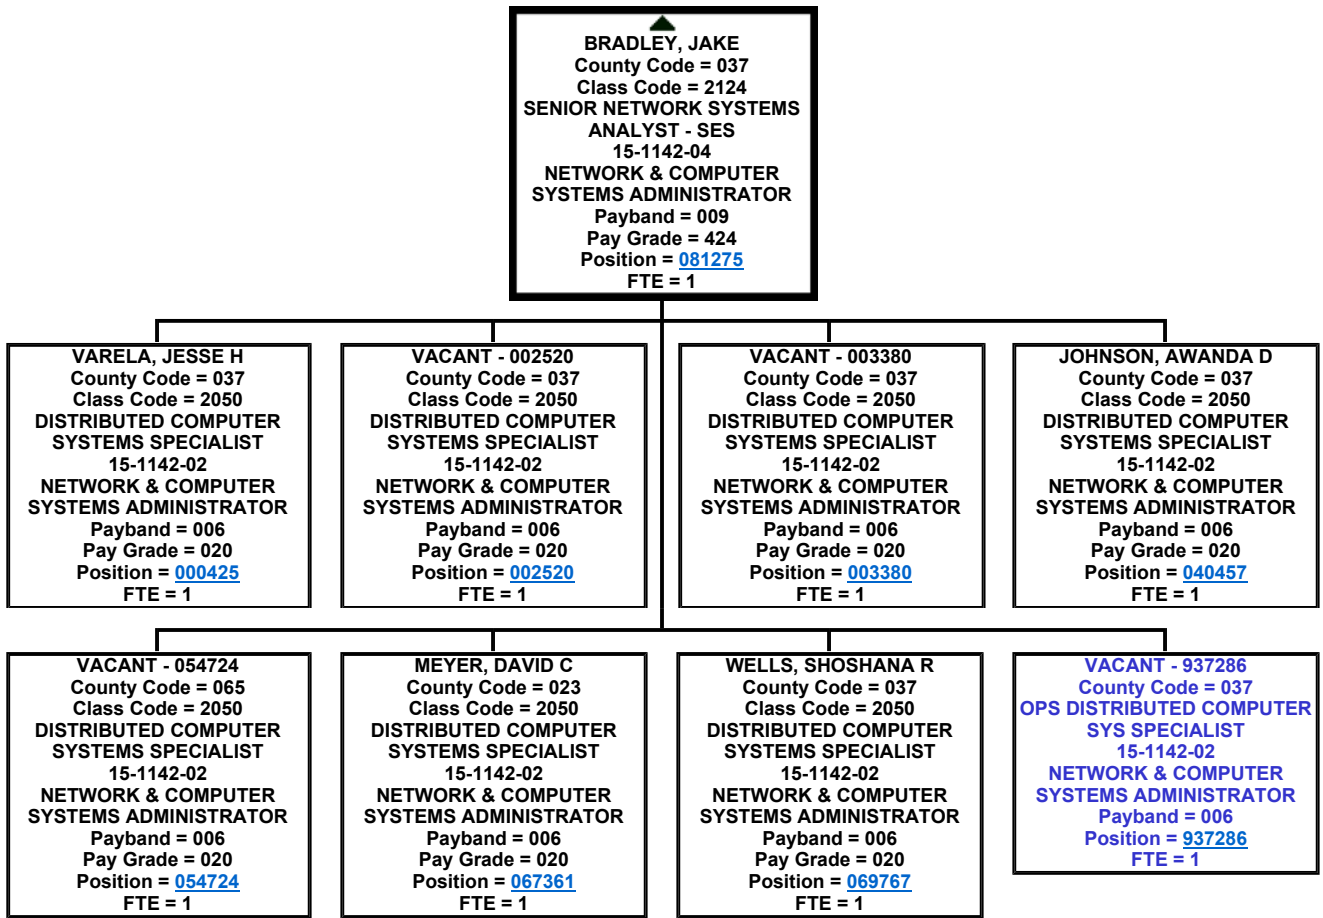 BRADLEY, JAKE
County Code = 037
Class Code = 2124
SENIOR NETWORK SYSTEMS
ANALYST - SES
15-1142-04
NETWORK & COMPUTER
SYSTEMS ADMINISTRATOR
Payband = 009
Pay Grade = 424
Position = 081275
FTE = 1
VARELA, JESSE H
County Code = 037
Class Code = 2050
DISTRIBUTED COMPUTER
SYSTEMS SPECIALIST
15-1142-02
NETWORK & COMPUTER
SYSTEMS ADMINISTRATOR
Payband = 006
Pay Grade = 020
Position = 000425
FTE = 1
VACANT - 002520
County Code = 037
Class Code = 2050
DISTRIBUTED COMPUTER
SYSTEMS SPECIALIST
15-1142-02
NETWORK & COMPUTER
SYSTEMS ADMINISTRATOR
Payband = 006
Pay Grade = 020
Position = 002520
FTE = 1
VACANT - 003380
County Code = 037
Class Code = 2050
DISTRIBUTED COMPUTER
SYSTEMS SPECIALIST
15-1142-02
NETWORK & COMPUTER
SYSTEMS ADMINISTRATOR
Payband = 006
Pay Grade = 020
Position = 003380
FTE = 1
JOHNSON, AWANDA D
County Code = 037
Class Code = 2050
DISTRIBUTED COMPUTER
SYSTEMS SPECIALIST
15-1142-02
NETWORK & COMPUTER
SYSTEMS ADMINISTRATOR
Payband = 006
Pay Grade = 020
Position = 040457
FTE = 1
VACANT - 054724
County Code = 065
Class Code = 2050
DISTRIBUTED COMPUTER
SYSTEMS SPECIALIST
15-1142-02
NETWORK & COMPUTER
SYSTEMS ADMINISTRATOR
Payband = 006
Pay Grade = 020
Position = 054724
FTE = 1
MEYER, DAVID C
County Code = 023
Class Code = 2050
DISTRIBUTED COMPUTER
SYSTEMS SPECIALIST
15-1142-02
NETWORK & COMPUTER
SYSTEMS ADMINISTRATOR
Payband = 006
Pay Grade = 020
Position = 067361
FTE = 1
WELLS, SHOSHANA R
County Code = 037
Class Code = 2050
DISTRIBUTED COMPUTER
SYSTEMS SPECIALIST
15-1142-02
NETWORK & COMPUTER
SYSTEMS ADMINISTRATOR
Payband = 006
Pay Grade = 020
Position = 069767
FTE = 1
VACANT - 937286
County Code = 037
OPS DISTRIBUTED COMPUTER
SYS SPECIALIST
15-1142-02
NETWORK & COMPUTER
SYSTEMS ADMINISTRATOR
Payband = 006
Position = 937286
FTE = 1